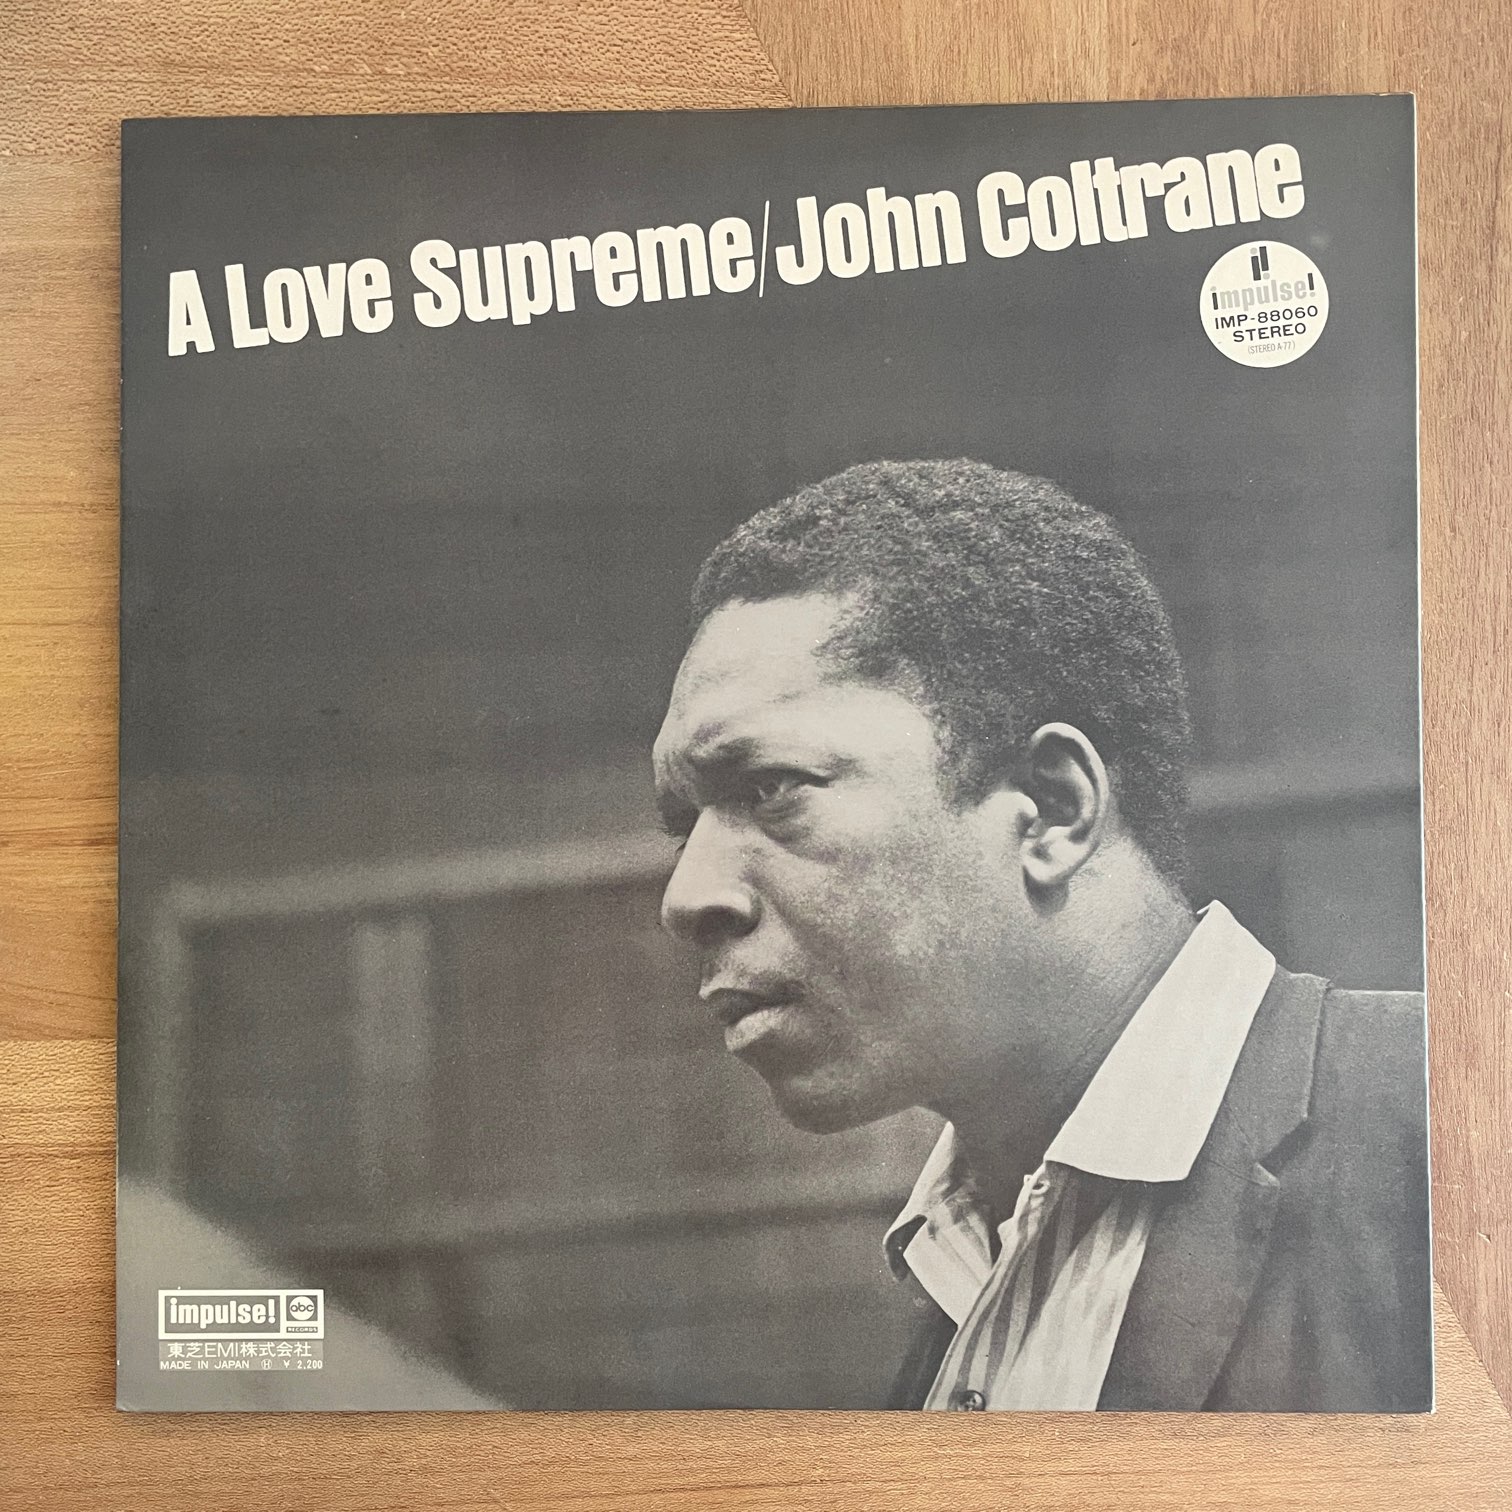 A Love Supreme/John Coltrane
i!
impulse!
IMP-88060
STEREO
(STEREO A-77)
impulse! abc
RECORDS
東芝EMI株式会社
MADE IN JAPAN Ⓗ ¥ 2,200